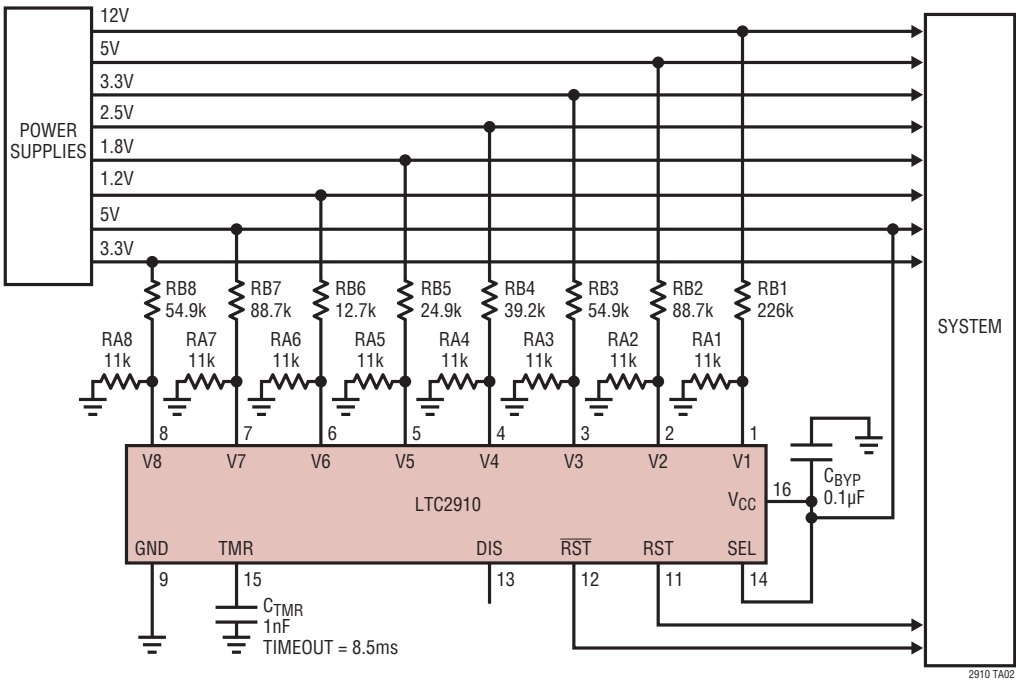 12V
5V
3.3V
2.5V
1.8V
1.2V
5V
3.3V
POWER
SUPPLIES
SYSTEM
RB8
54.9k
RB7
88.7k
RB6
12.7k
RB5
24.9k
RB4
39.2k
RB3
54.9k
RB2
88.7k
RB1
226k
RA8
11k
RA7
11k
RA6
11k
RA5
11k
RA4
11k
RA3
11k
RA2
11k
RA1
11k
8 7 6 5 4 3 2 1
V8 V7 V6 V5 V4 V3 V2 V1
LTC2910
VCC
16
CBYP
0.1µF
GND TMR DIS RST RST SEL
9 15 13 12 11 14
CTMR
1nF
TIMEOUT = 8.5ms
2910 TA02